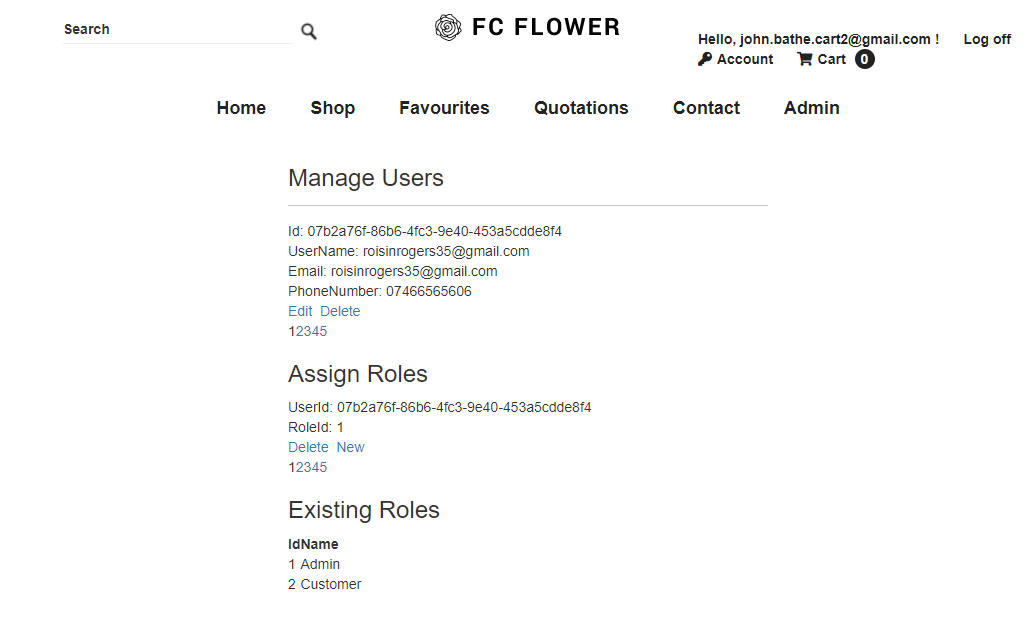 Search
FC FLOWER
Hello, john.bathe.cart2@gmail.com ! Log off
Account Cart 0
Home Shop Favourites Quotations Contact Admin
Manage Users
Id: 07b2a76f-86b6-4fc3-9e40-453a5cdde8f4
UserName: roisinrogers35@gmail.com
Email: roisinrogers35@gmail.com
PhoneNumber: 07466565606
Edit Delete
12345
Assign Roles
UserId: 07b2a76f-86b6-4fc3-9e40-453a5cdde8f4
RoleId: 1
Delete New
12345
Existing Roles
IdName
1 Admin
2 Customer